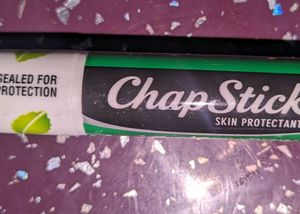 SEALED FOR
PROTECTION
ChapStick
SKIN PROTECTANT